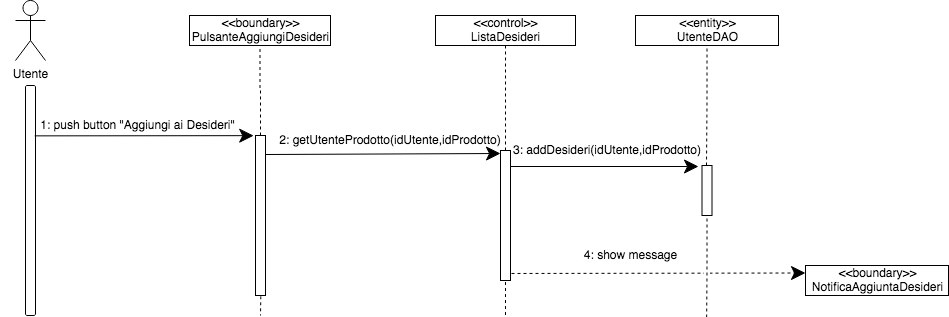 <<boundary>>
PulsanteAggiungiDesideri
<<control>>
ListaDesideri
<<entity>>
UtenteDAO
Utente
1: push button "Aggiungi ai Desideri"
2: getUtenteProdotto(idUtente,idProdotto)
3: addDesideri(idUtente,idProdotto)
4: show message
<<boundary>>
NotificaAggiuntaDesideri